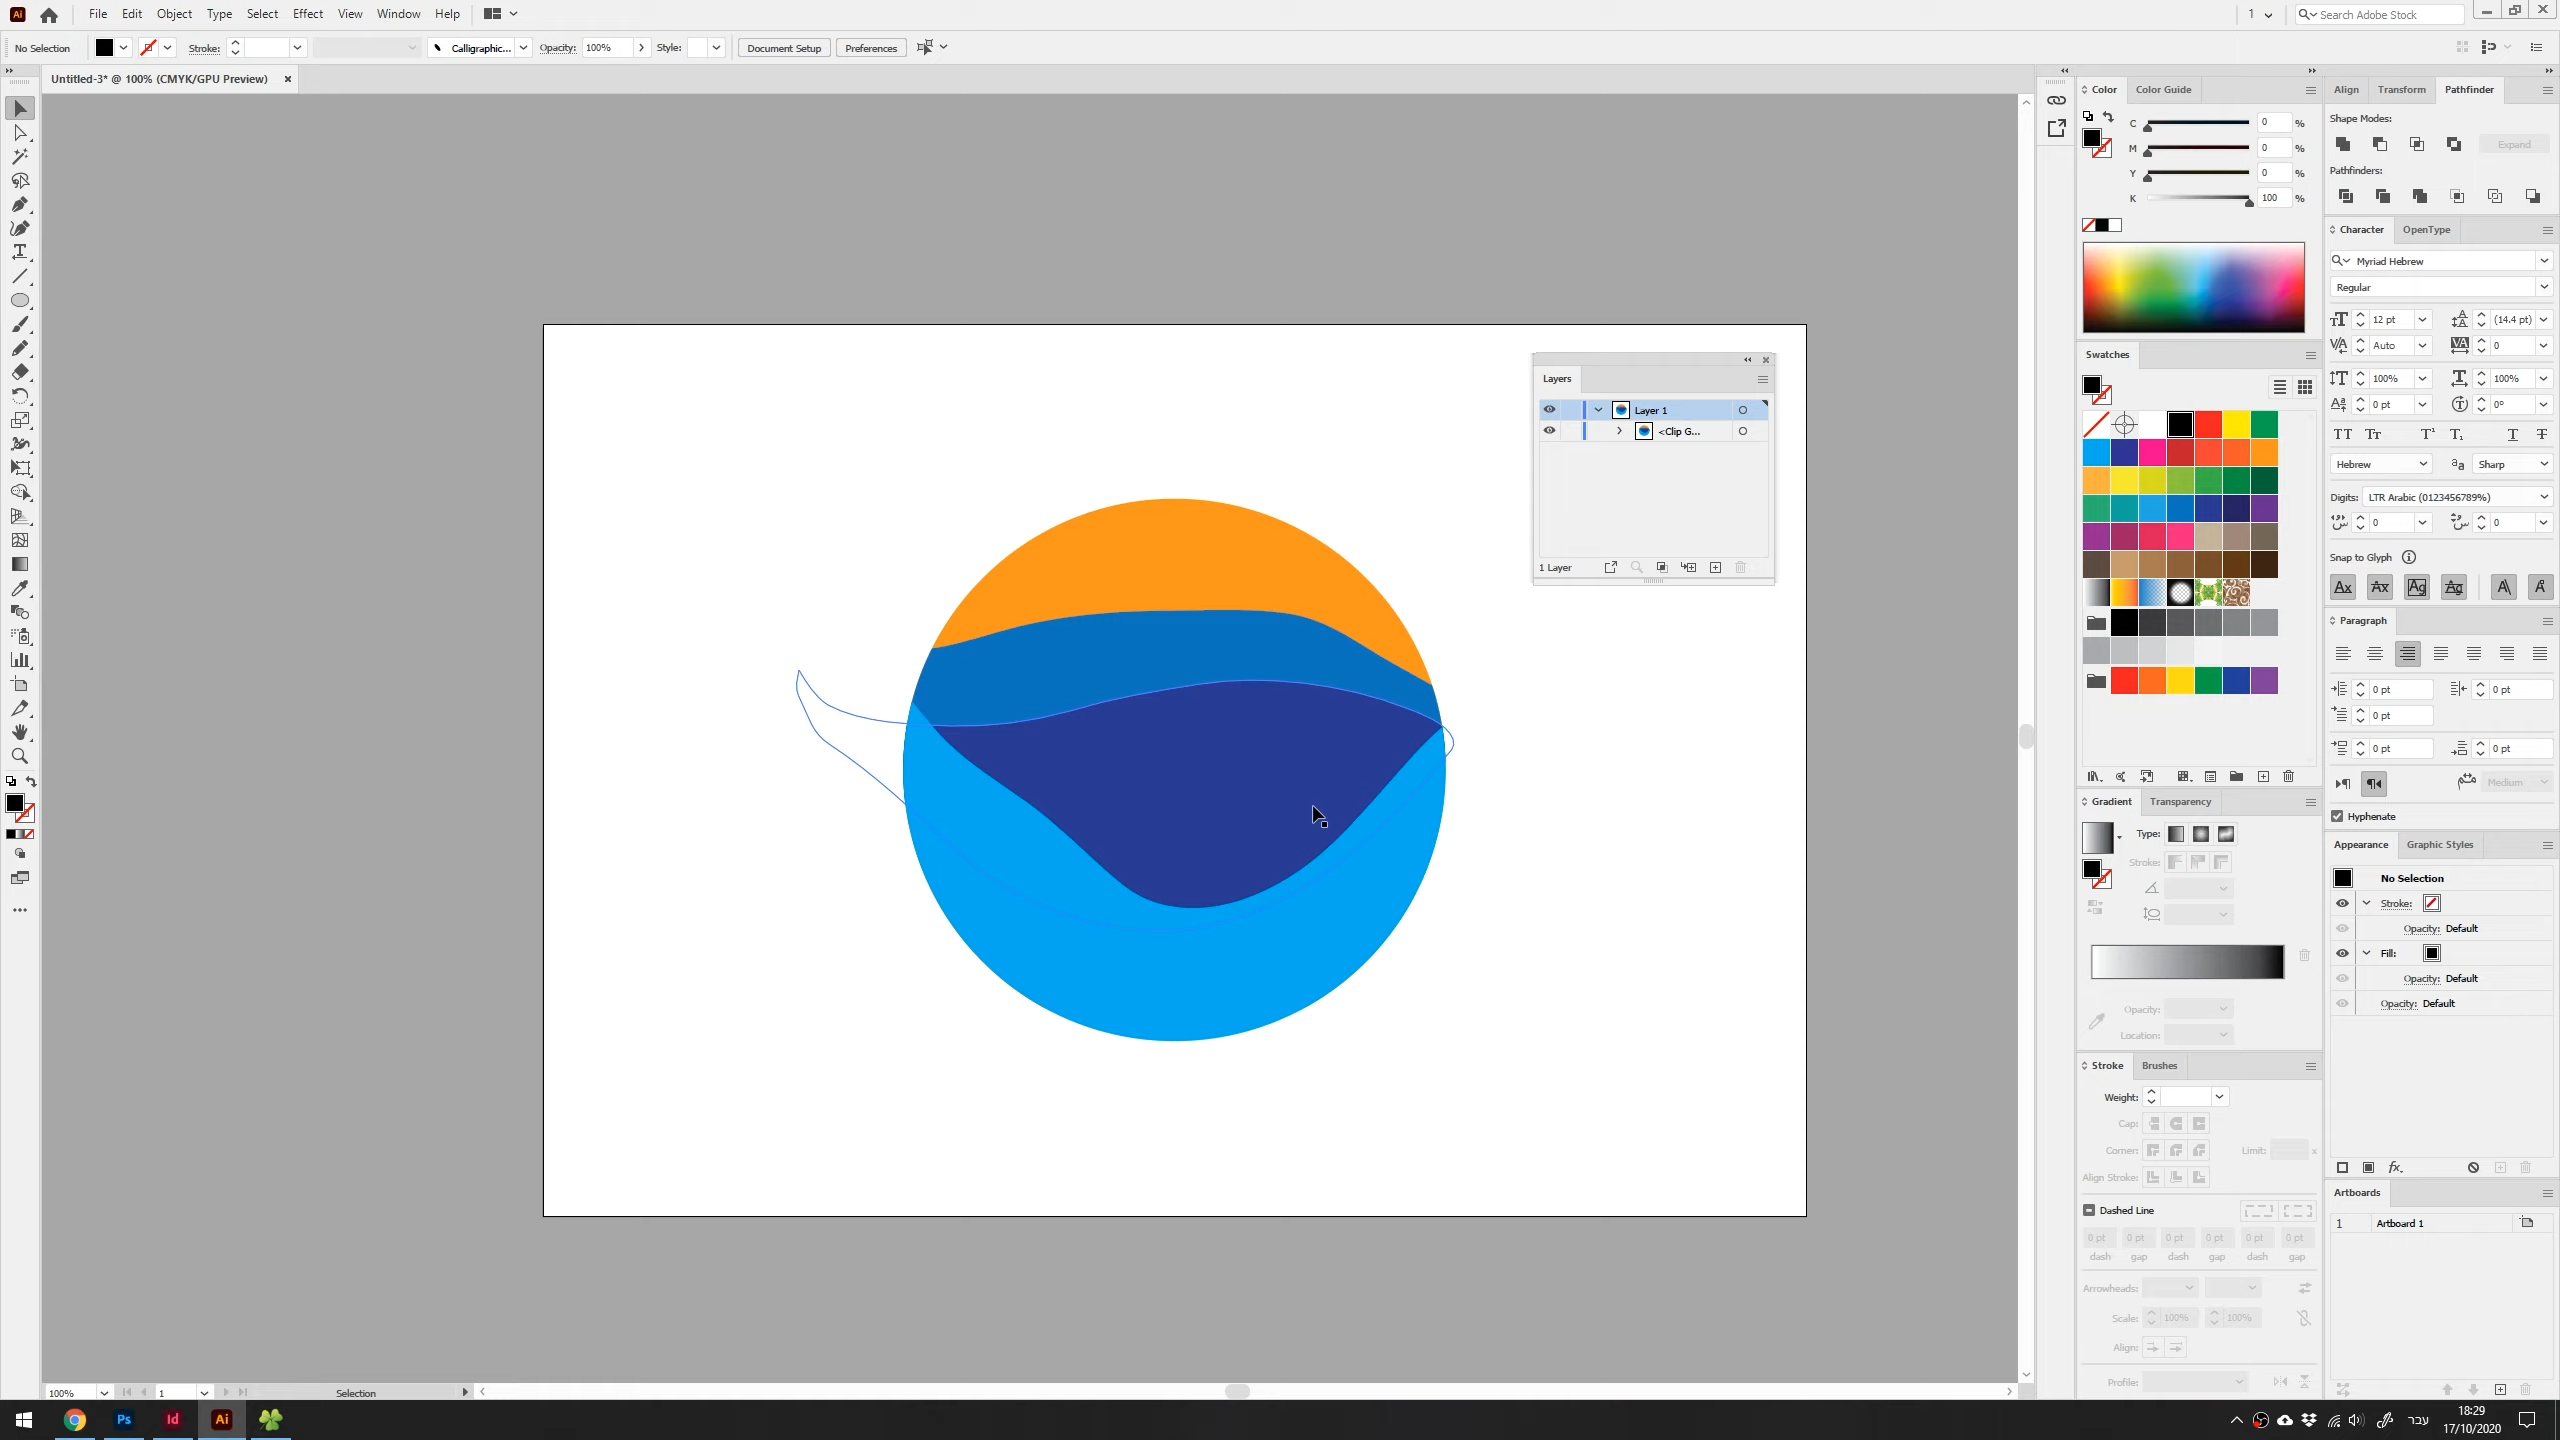 Ai File Edit Object Type Select Effect View Window Help 1 Search Adobe Stock
No Selection Stroke: Calligraphic... Opacity: 100% Style: Document Setup Preferences
Untitled-3* @ 100% (CMYK/GPU Preview)
Layers
Layer 1
<Clip G...
1 Layer
Color Color Guide
C 0 %
M 0 %
Y 0 %
K 100 %
Swatches
Gradient Transparency
Type:
Stroke:
Opacity:
Location:
Stroke Brushes
Weight:
Cap:
Corner: Limit: x
Align Stroke:
Dashed Line
0 pt 0 pt 0 pt 0 pt 0 pt 0 pt
dash gap dash gap dash gap
Arrowheads:
Scale: 100% 100%
Align:
Profile:
Align Transform Pathfinder
Shape Modes:
Expand
Pathfinders:
Character OpenType
Myriad Hebrew
Regular
12 pt (14.4 pt)
Auto 0
100% 100%
0 pt 0°
Hebrew Sharp
Digits: LTR Arabic (0123456789%)
0 0
Snap to Glyph
Paragraph
0 pt 0 pt
0 pt
0 pt 0 pt
Medium
Hyphenate
Appearance Graphic Styles
No Selection
Stroke:
Opacity: Default
Fill:
Opacity: Default
Opacity: Default
Artboards
1 Artboard 1
100% 1 Selection
Ps Id Ai
עבר
18:29
17/10/2020